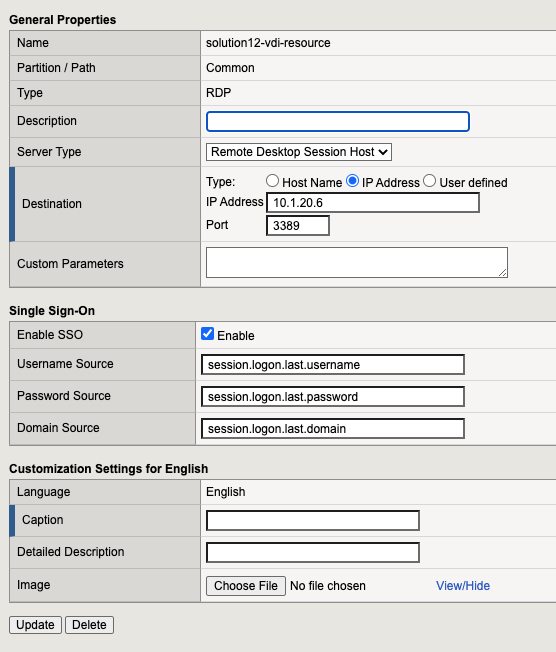 General Properties
Name solution12-vdi-resource
Partition / Path Common
Type RDP
Description
Server Type Remote Desktop Session Host
Destination Type: Host Name IP Address User defined
IP Address 10.1.20.6
Port 3389
Custom Parameters
Single Sign-On
Enable SSO Enable
Username Source session.logon.last.username
Password Source session.logon.last.password
Domain Source session.logon.last.domain
Customization Settings for English
Language English
Caption
Detailed Description
Image Choose File No file chosen View/Hide
Update Delete